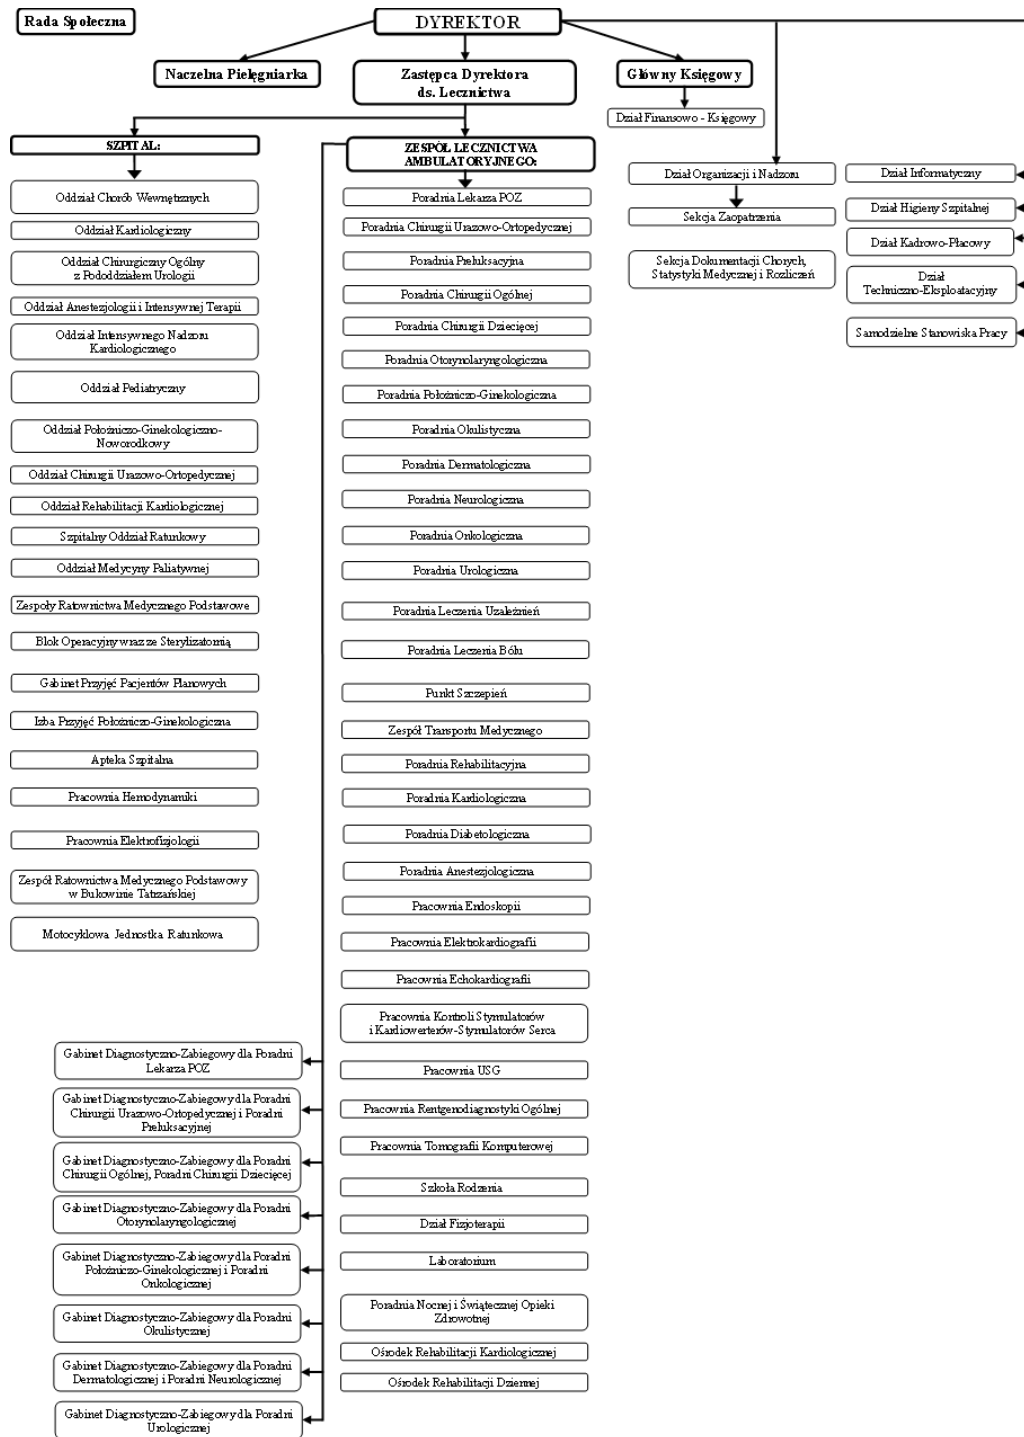 Rada Społeczna
DYREKTOR
Naczelna Pielęgniarka
Zastępca Dyrektora
ds. Lecznictwa
Główny Księgowy
Dział Finansowo - Księgowy
SZPITAL:
Oddział Chorób Wewnętrznych
Oddział Kardiologiczny
Oddział Chirurgiczny Ogólny
z Pododdziałem Urologii
Oddział Anestezjologii i Intensywnej Terapii
Oddział Intensywnego Nadzoru
Kardiologicznego
Oddział Pediatryczny
Oddział Położniczo-Ginekologiczno-
Noworodkowy
Oddział Chirurgii Urazowo-Ortopedycznej
Oddział Rehabilitacji Kardiologicznej
Szpitalny Oddział Ratunkowy
Oddział Medycyny Paliatywnej
Zespoły Ratownictwa Medycznego Podstawowe
Blok Operacyjny wraz ze Sterylizatornią
Gabinet Przyjęć Pacjentów Planowych
Izba Przyjęć Położniczo-Ginekologiczna
Apteka Szpitalna
Pracownia Hemodynamiki
Pracownia Elektrofizjologii
Zespół Ratownictwa Medycznego Podstawowy
w Bukowinie Tatrzańskiej
Motocyklowa Jednostka Ratunkowa
ZESPÓŁ LECZNICTWA
AMBULATORYJNEGO:
Poradnia Lekarza POZ
Poradnia Chirurgii Urazowo-Ortopedycznej
Poradnia Preluksacyjna
Poradnia Chirurgii Ogólnej
Poradnia Chirurgii Dziecięcej
Poradnia Otorynolaryngologiczna
Poradnia Położniczo-Ginekologiczna
Poradnia Okulistyczna
Poradnia Dermatologiczna
Poradnia Neurologiczna
Poradnia Onkologiczna
Poradnia Urologiczna
Poradnia Leczenia Uzależnień
Poradnia Leczenia Bólu
Punkt Szczepień
Zespół Transportu Medycznego
Poradnia Rehabilitacyjna
Poradnia Kardiologiczna
Poradnia Diabetologiczna
Poradnia Anestezjologiczna
Pracownia Endoskopii
Pracownia Elektrokardiografii
Pracownia Echokardiografii
Pracownia Kontroli Stymulatorów
i Kardiowerterów-Stymulatorów Serca
Pracownia USG
Pracownia Rentgenodiagnostyki Ogólnej
Pracownia Tomografii Komputerowej
Szkoła Rodzenia
Dział Fizjoterapii
Laboratorium
Poradnia Nocnej i Świątecznej Opieki
Zdrowotnej
Ośrodek Rehabilitacji Kardiologicznej
Ośrodek Rehabilitacji Dziennej
Gabinet Diagnostyczno-Zabiegowy dla Poradni
Lekarza POZ
Gabinet Diagnostyczno-Zabiegowy dla Poradni
Chirurgii Urazowo-Ortopedycznej i Poradni
Preluksacyjnej
Gabinet Diagnostyczno-Zabiegowy dla Poradni
Chirurgii Ogólnej, Poradni Chirurgii Dziecięcej
Gabinet Diagnostyczno-Zabiegowy dla Poradni
Otorynolaryngologicznej
Gabinet Diagnostyczno-Zabiegowy dla Poradni
Położniczo-Ginekologicznej i Poradni
Onkologicznej
Gabinet Diagnostyczno-Zabiegowy dla Poradni
Okulistycznej
Gabinet Diagnostyczno-Zabiegowy dla Poradni
Dermatologicznej i Poradni Neurologicznej
Gabinet Diagnostyczno-Zabiegowy dla Poradni
Urologicznej
Dział Organizacji i Nadzoru
Sekcja Zaopatrzenia
Sekcja Dokumentacji Chorych,
Statystyki Medycznej i Rozliczeń
Dział Informatyczny
Dział Higieny Szpitalnej
Dział Kadrowo-Płacowy
Dział
Techniczno-Eksploatacyjny
Samodzielne Stanowiska Pracy